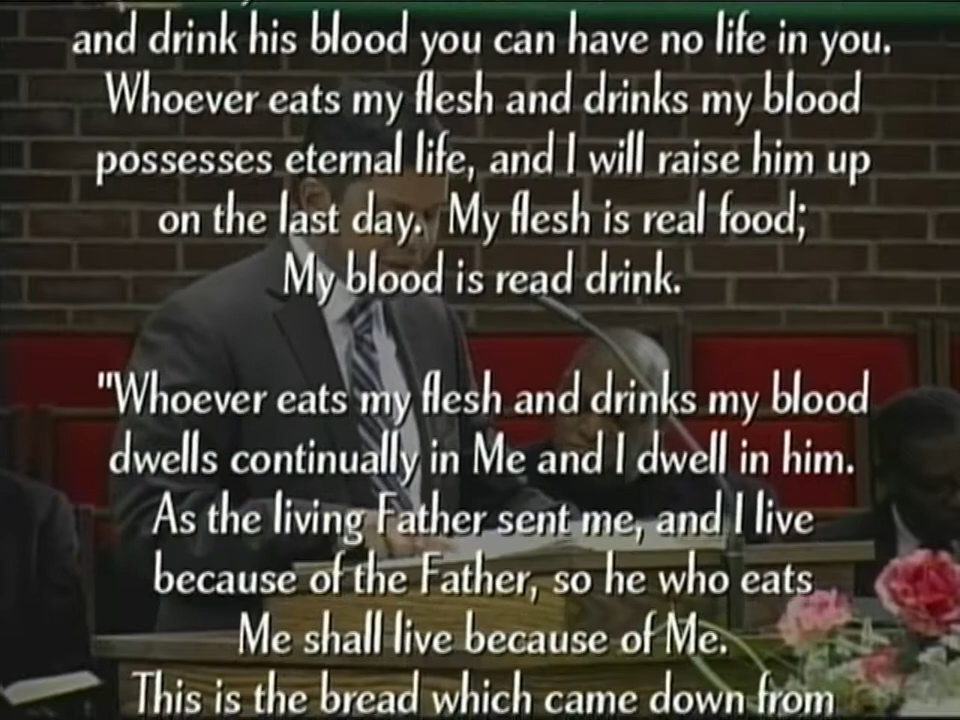 and drink his blood you can have no life in you.
Whoever eats my flesh and drinks my blood
possesses eternal life, and I will raise him up
on the last day. My flesh is real food;
My blood is read drink.
"Whoever eats my flesh and drinks my blood
dwells continually in Me and I dwell in him.
As the living Father sent me, and I live
because of the Father, so he who eats
Me shall live because of Me.
This is the bread which came down from